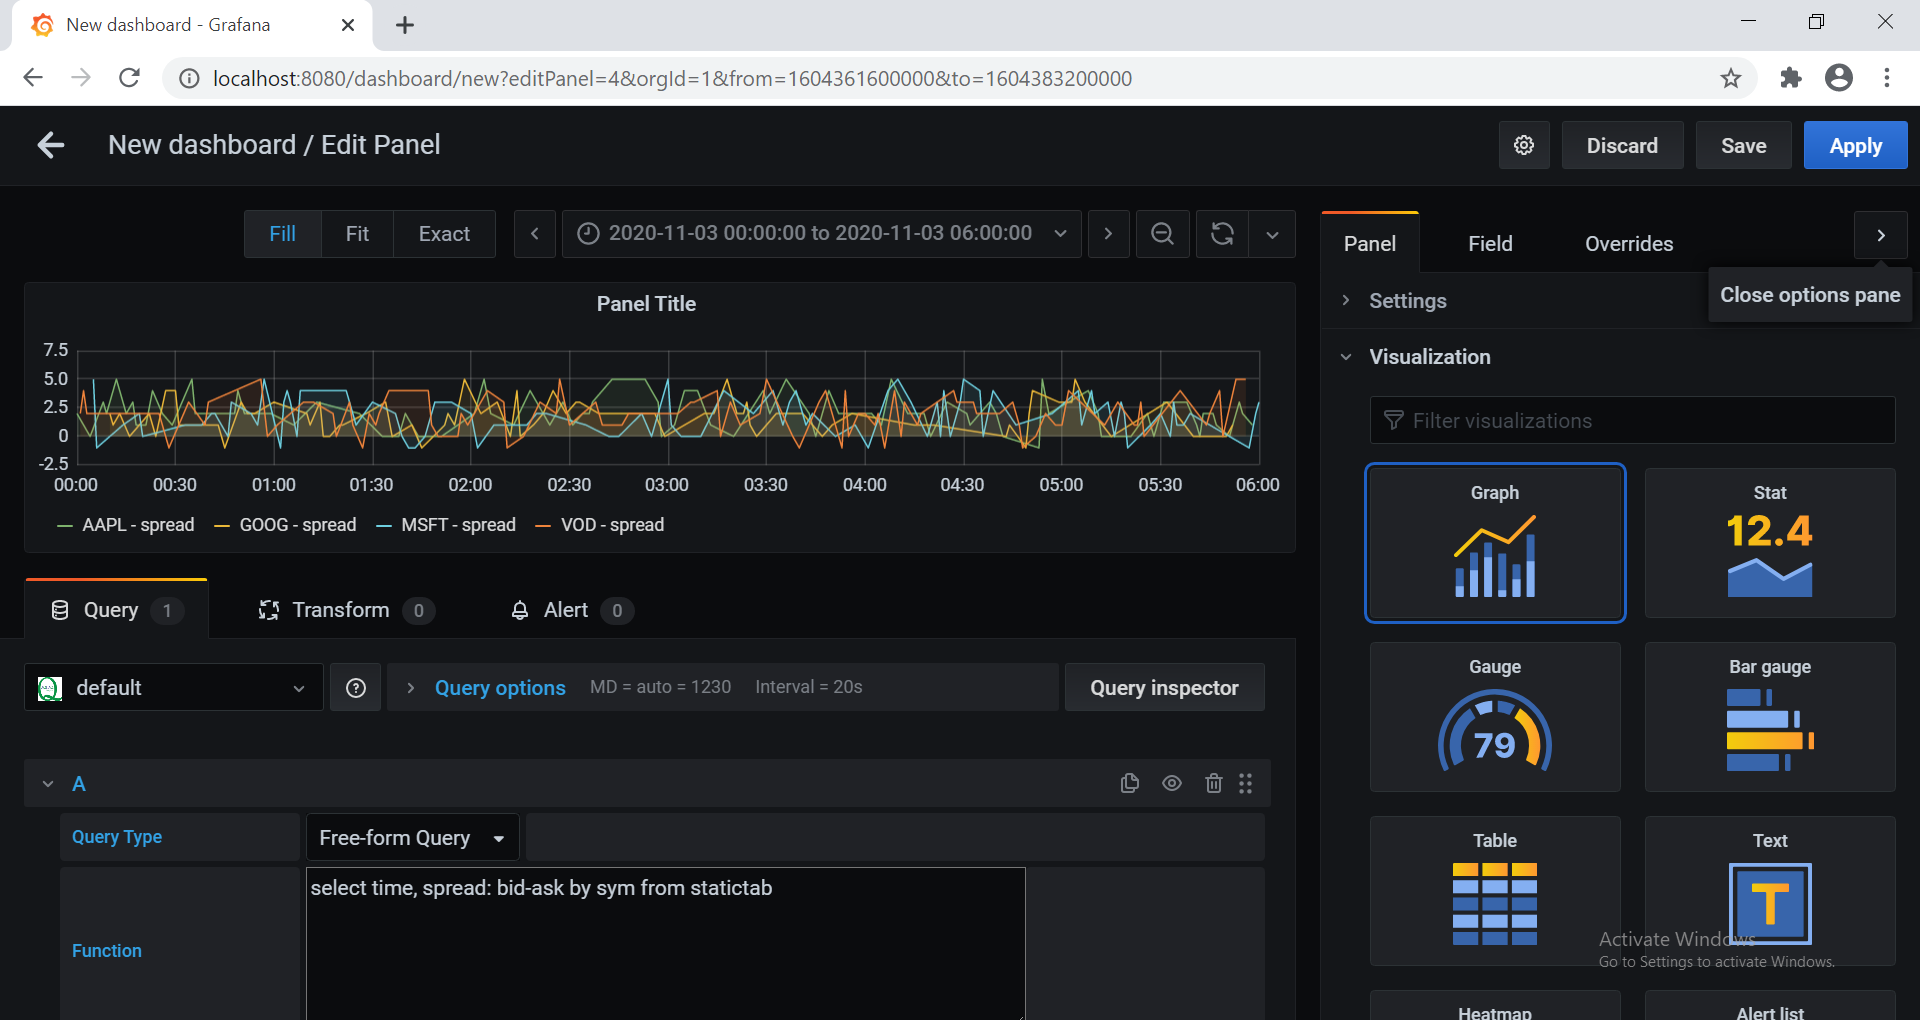 New dashboard - Grafana
localhost:8080/dashboard/new?editPanel=4&orgId=1&from=1604361600000&to=1604383200000
New dashboard / Edit Panel
Discard
Save
Apply
Fill
Fit
Exact
2020-11-03 00:00:00 to 2020-11-03 06:00:00
Panel
Field
Overrides
Close options pane
Settings
Visualization
Filter visualizations
Panel Title
7.5
5.0
2.5
0
-2.5
00:00 00:30 01:00 01:30 02:00 02:30 03:00 03:30 04:00 04:30 05:00 05:30 06:00
AAPL - spread GOOG - spread MSFT - spread VOD - spread
Graph
Stat
12.4
Query 1
Transform 0
Alert 0
default
Query options MD = auto = 1230 Interval = 20s
Query inspector
Gauge
79
Bar gauge
A
Query Type
Free-form Query
Function
select time, spread: bid-ask by sym from statictab
Table
Text
T
Activate Windows
Go to Settings to activate Windows.
Heatmap
Alert list